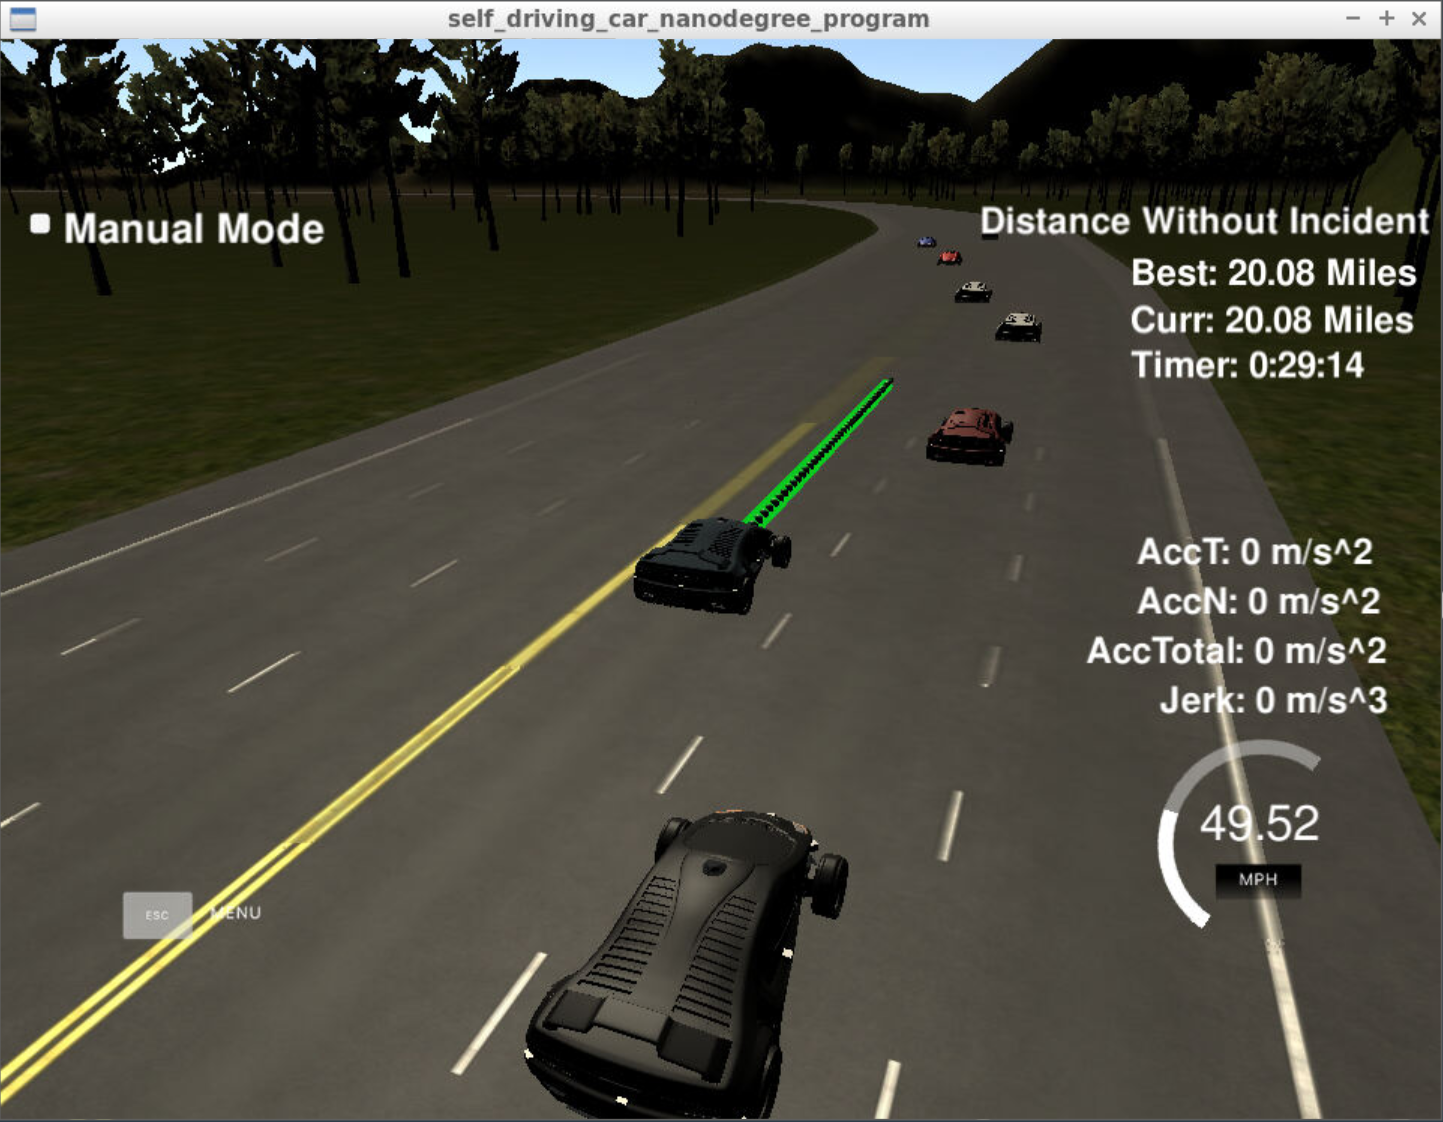 self_driving_car_nanodegree_program
Manual Mode
Distance Without Incident
Best: 20.08 Miles
Curr: 20.08 Miles
Timer: 0:29:14
AccT: 0 m/s^2
AccN: 0 m/s^2
AccTotal: 0 m/s^2
Jerk: 0 m/s^3
49.52
MPH
ESC MENU